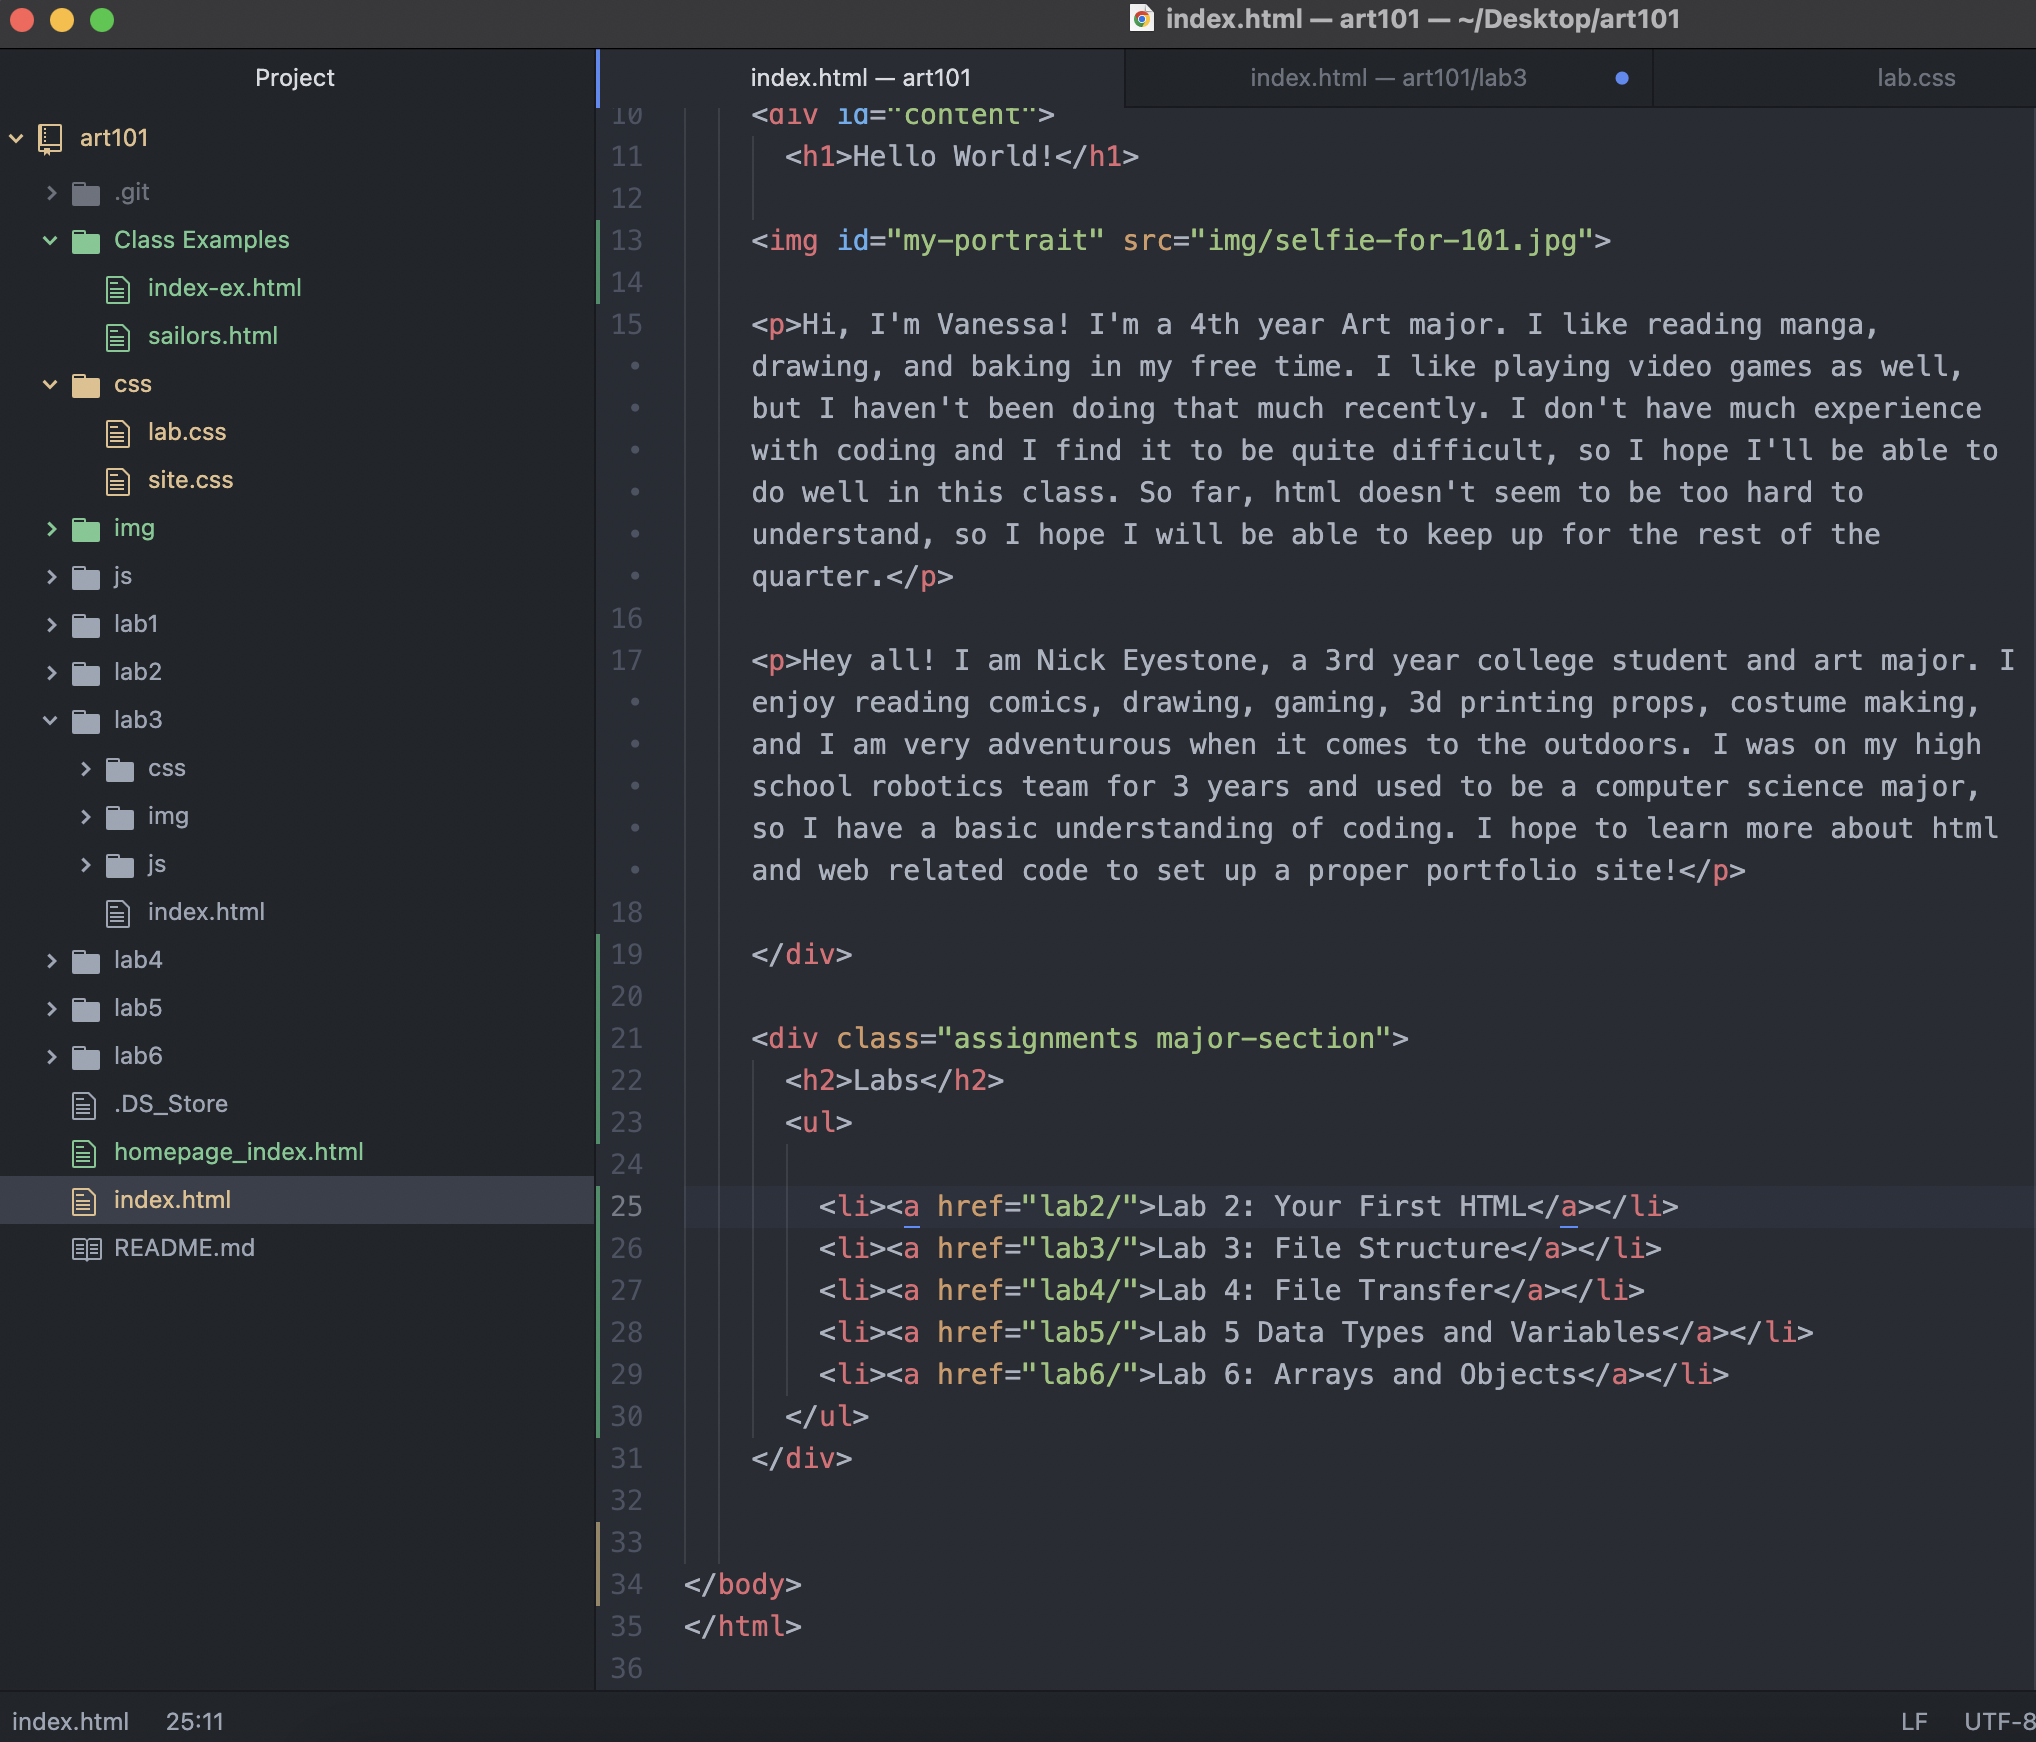 index.html — art101 — ~/Desktop/art101
Project
index.html — art101
index.html — art101/lab3
lab.css
art101
.git
Class Examples
index-ex.html
sailors.html
css
lab.css
site.css
img
js
lab1
lab2
lab3
css
img
js
index.html
lab4
lab5
lab6
.DS_Store
homepage_index.html
index.html
README.md
10 <div id="content">
11 <h1>Hello World!</h1>
12
13 <img id="my-portrait" src="img/selfie-for-101.jpg">
14
15 <p>Hi, I'm Vanessa! I'm a 4th year Art major. I like reading manga,
• drawing, and baking in my free time. I like playing video games as well,
• but I haven't been doing that much recently. I don't have much experience
• with coding and I find it to be quite difficult, so I hope I'll be able to
• do well in this class. So far, html doesn't seem to be too hard to
• understand, so I hope I will be able to keep up for the rest of the
• quarter.</p>
16
17 <p>Hey all! I am Nick Eyestone, a 3rd year college student and art major. I
• enjoy reading comics, drawing, gaming, 3d printing props, costume making,
• and I am very adventurous when it comes to the outdoors. I was on my high
• school robotics team for 3 years and used to be a computer science major,
• so I have a basic understanding of coding. I hope to learn more about html
• and web related code to set up a proper portfolio site!</p>
18
19 </div>
20
21 <div class="assignments major-section">
22 <h2>Labs</h2>
23 <ul>
24
25 <li><a href="lab2/">Lab 2: Your First HTML</a></li>
26 <li><a href="lab3/">Lab 3: File Structure</a></li>
27 <li><a href="lab4/">Lab 4: File Transfer</a></li>
28 <li><a href="lab5/">Lab 5 Data Types and Variables</a></li>
29 <li><a href="lab6/">Lab 6: Arrays and Objects</a></li>
30 </ul>
31 </div>
32
33
34 </body>
35 </html>
36
index.html 25:11
LF UTF-8